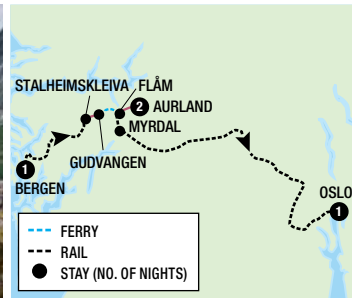 STALHEIMSKLEIVA
FLÅM
2
AURLAND
MYRDAL
GUDVANGEN
1
BERGEN
OSLO
1
FERRY
RAIL
STAY (NO. OF NIGHTS)